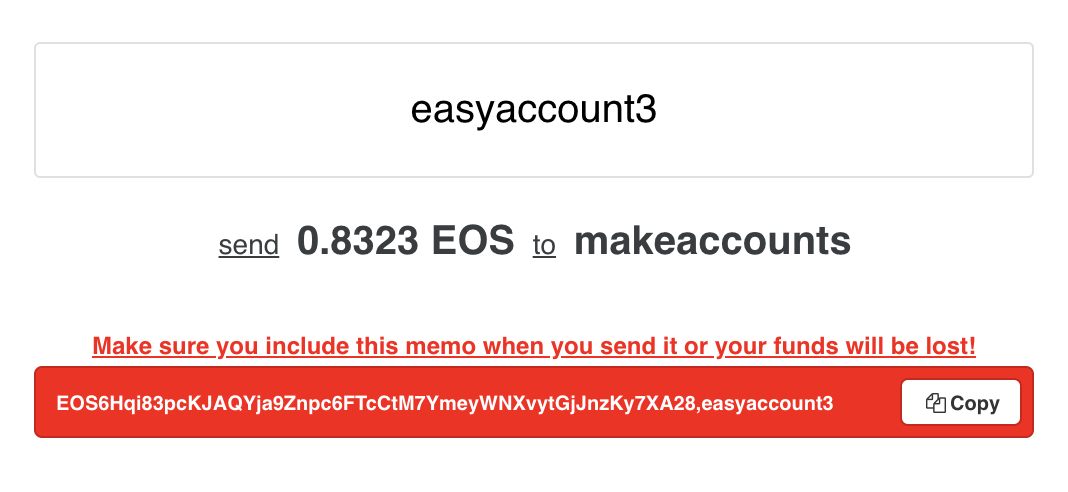 easyaccount3
send 0.8323 EOS to makeaccounts
Make sure you include this memo when you send it or your funds will be lost!
EOS6Hqi83pcKJAQYja9Znpc6FTcCtM7YmeyWNXvytGjJnzKy7XA28,easyaccount3 Copy